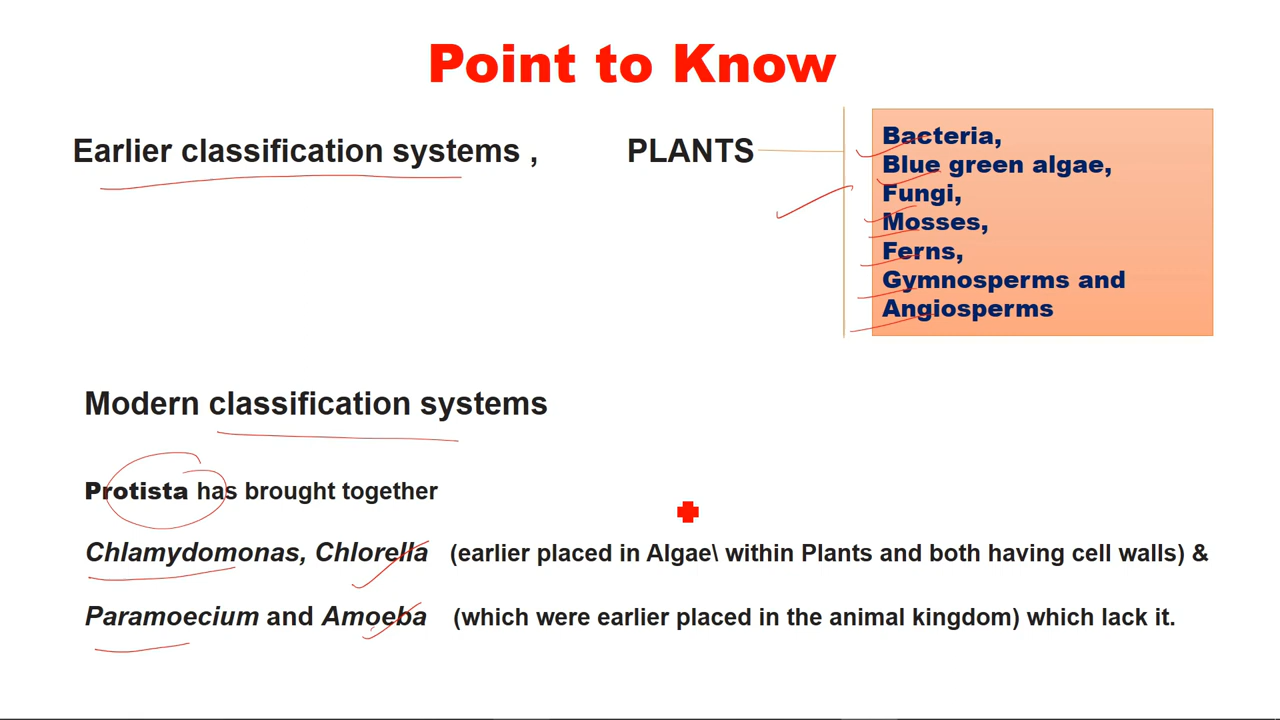 Point to Know
Earlier classification systems , PLANTS
Bacteria,
Blue green algae,
Fungi,
Mosses,
Ferns,
Gymnosperms and
Angiosperms
Modern classification systems
Protista has brought together
Chlamydomonas, Chlorella (earlier placed in Algae\ within Plants and both having cell walls) &
Paramoecium and Amoeba (which were earlier placed in the animal kingdom) which lack it.